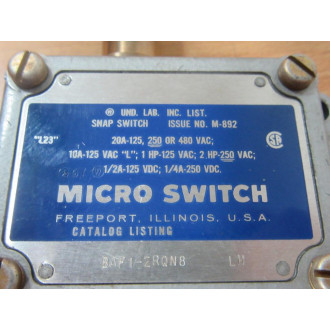 UND. LAB. INC. LIST.
SNAP SWITCH ISSUE NO. M-892
"L23" 20A-125, 250 OR 480 VAC;
10A-125 VAC "L"; 1 HP-125 VAC; 2 HP-250 VAC;
1/2A-125 VDC; 1/4A-250 VDC.
MICRO SWITCH
FREEPORT, ILLINOIS, U.S.A.
CATALOG LISTING